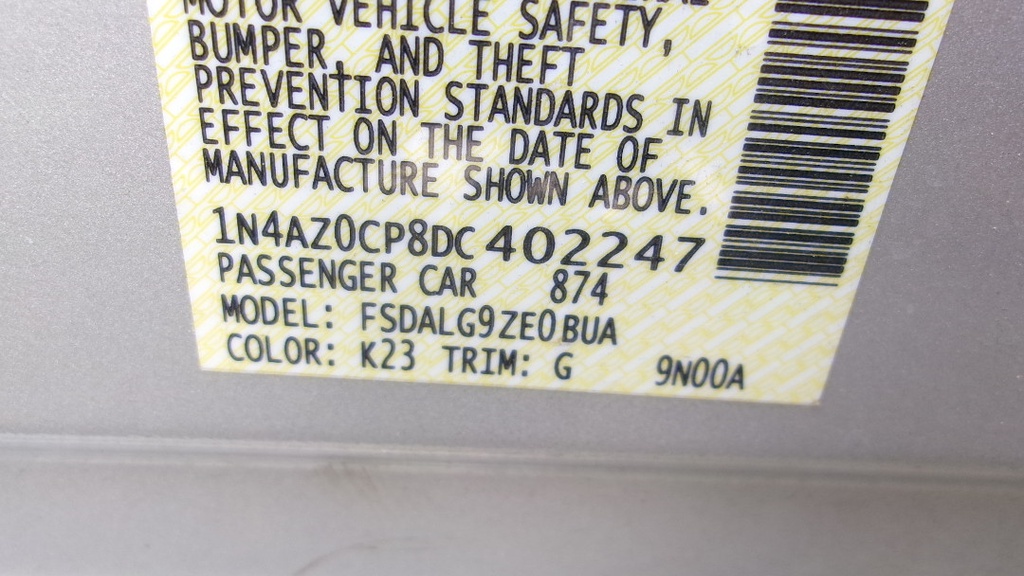 MOTOR VEHICLE SAFETY,
BUMPER, AND THEFT
PREVENTION STANDARDS IN
EFFECT ON THE DATE OF
MANUFACTURE SHOWN ABOVE.
1N4AZ0CP8DC402247
PASSENGER CAR 874
MODEL: FSDALG9ZE0BUA
COLOR: K23 TRIM: G 9N00A